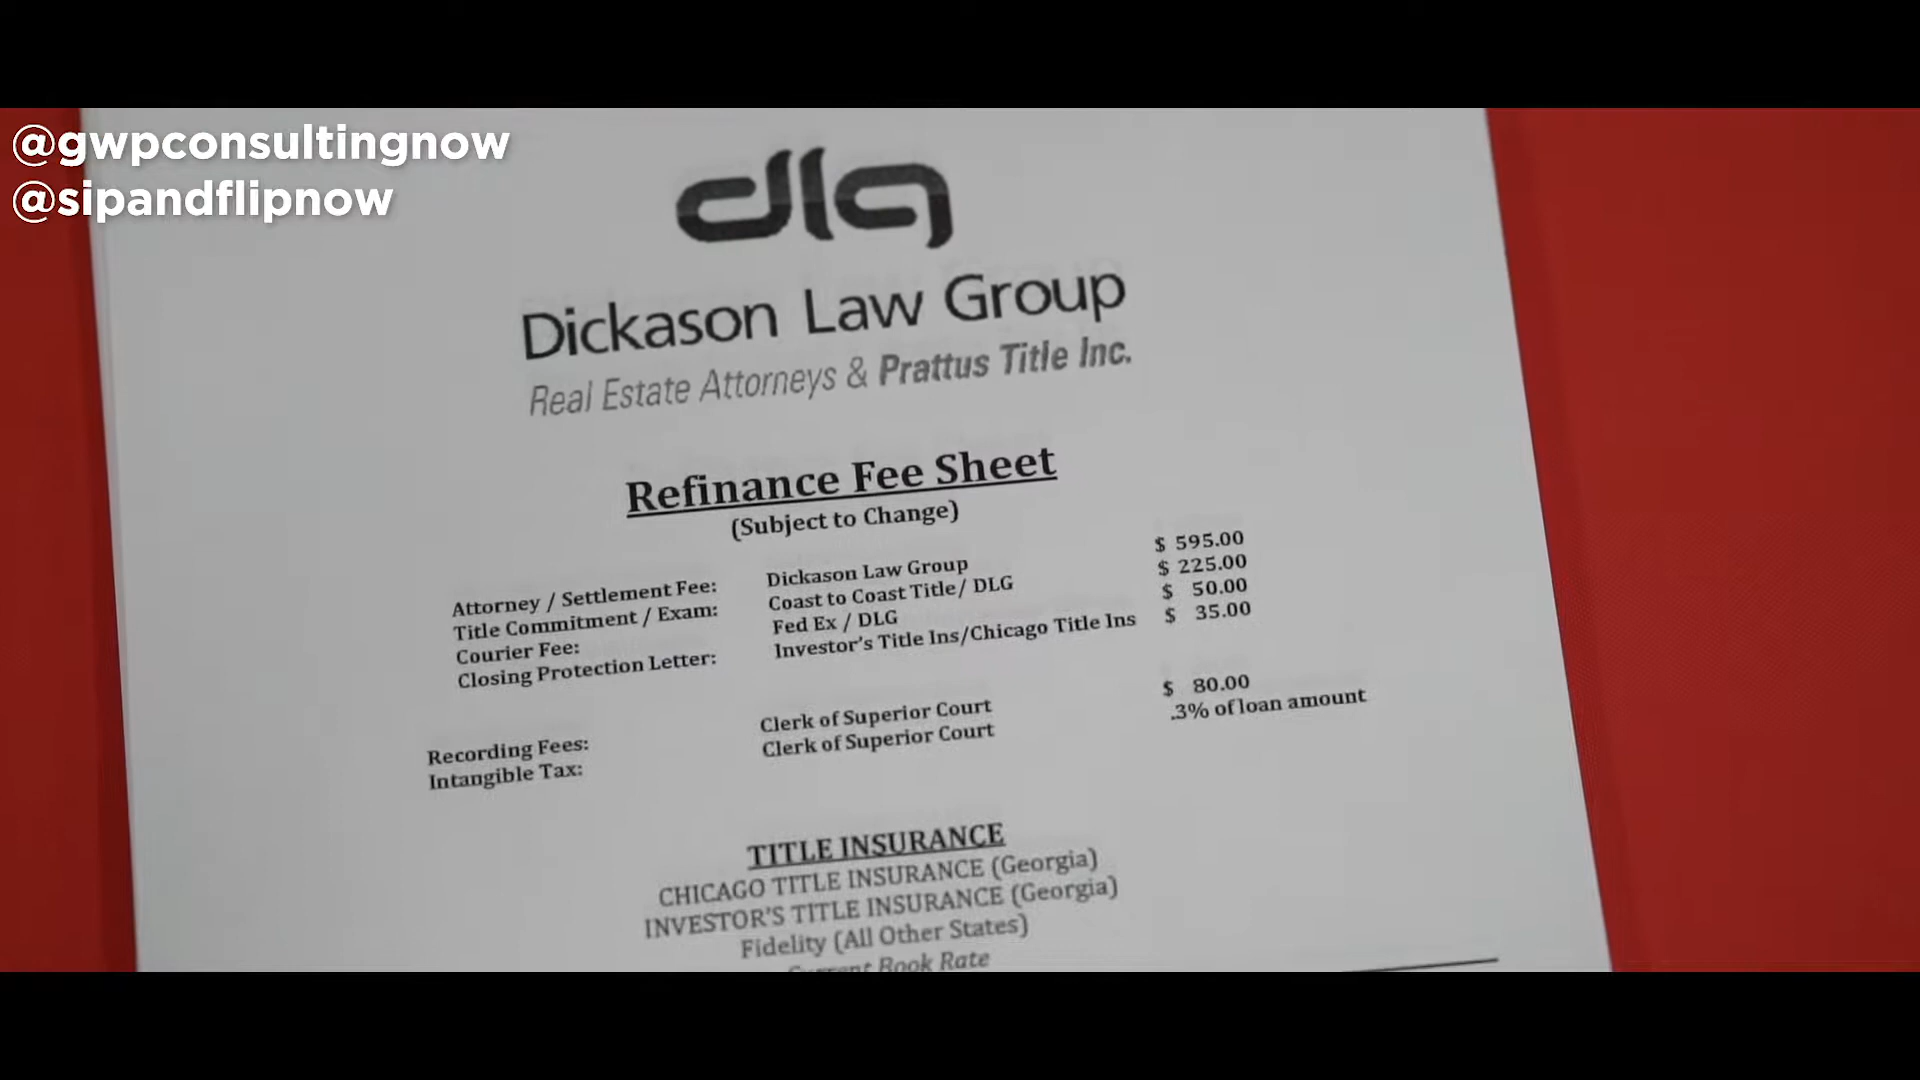 @gwpconsultingnow
@sipandflipnow
dlg
Dickason Law Group
Real Estate Attorneys & Prattus Title Inc.
Refinance Fee Sheet
(Subject to Change)
Attorney / Settlement Fee: Dickason Law Group $ 595.00
Title Commitment / Exam: Coast to Coast Title/ DLG $ 225.00
Courier Fee: Fed Ex / DLG $ 50.00
Closing Protection Letter: Investor's Title Ins/Chicago Title Ins $ 35.00
Recording Fees: Clerk of Superior Court $ 80.00
Intangible Tax: Clerk of Superior Court .3% of loan amount
TITLE INSURANCE
CHICAGO TITLE INSURANCE (Georgia)
INVESTOR'S TITLE INSURANCE (Georgia)
Fidelity (All Other States)
Current Book Rate